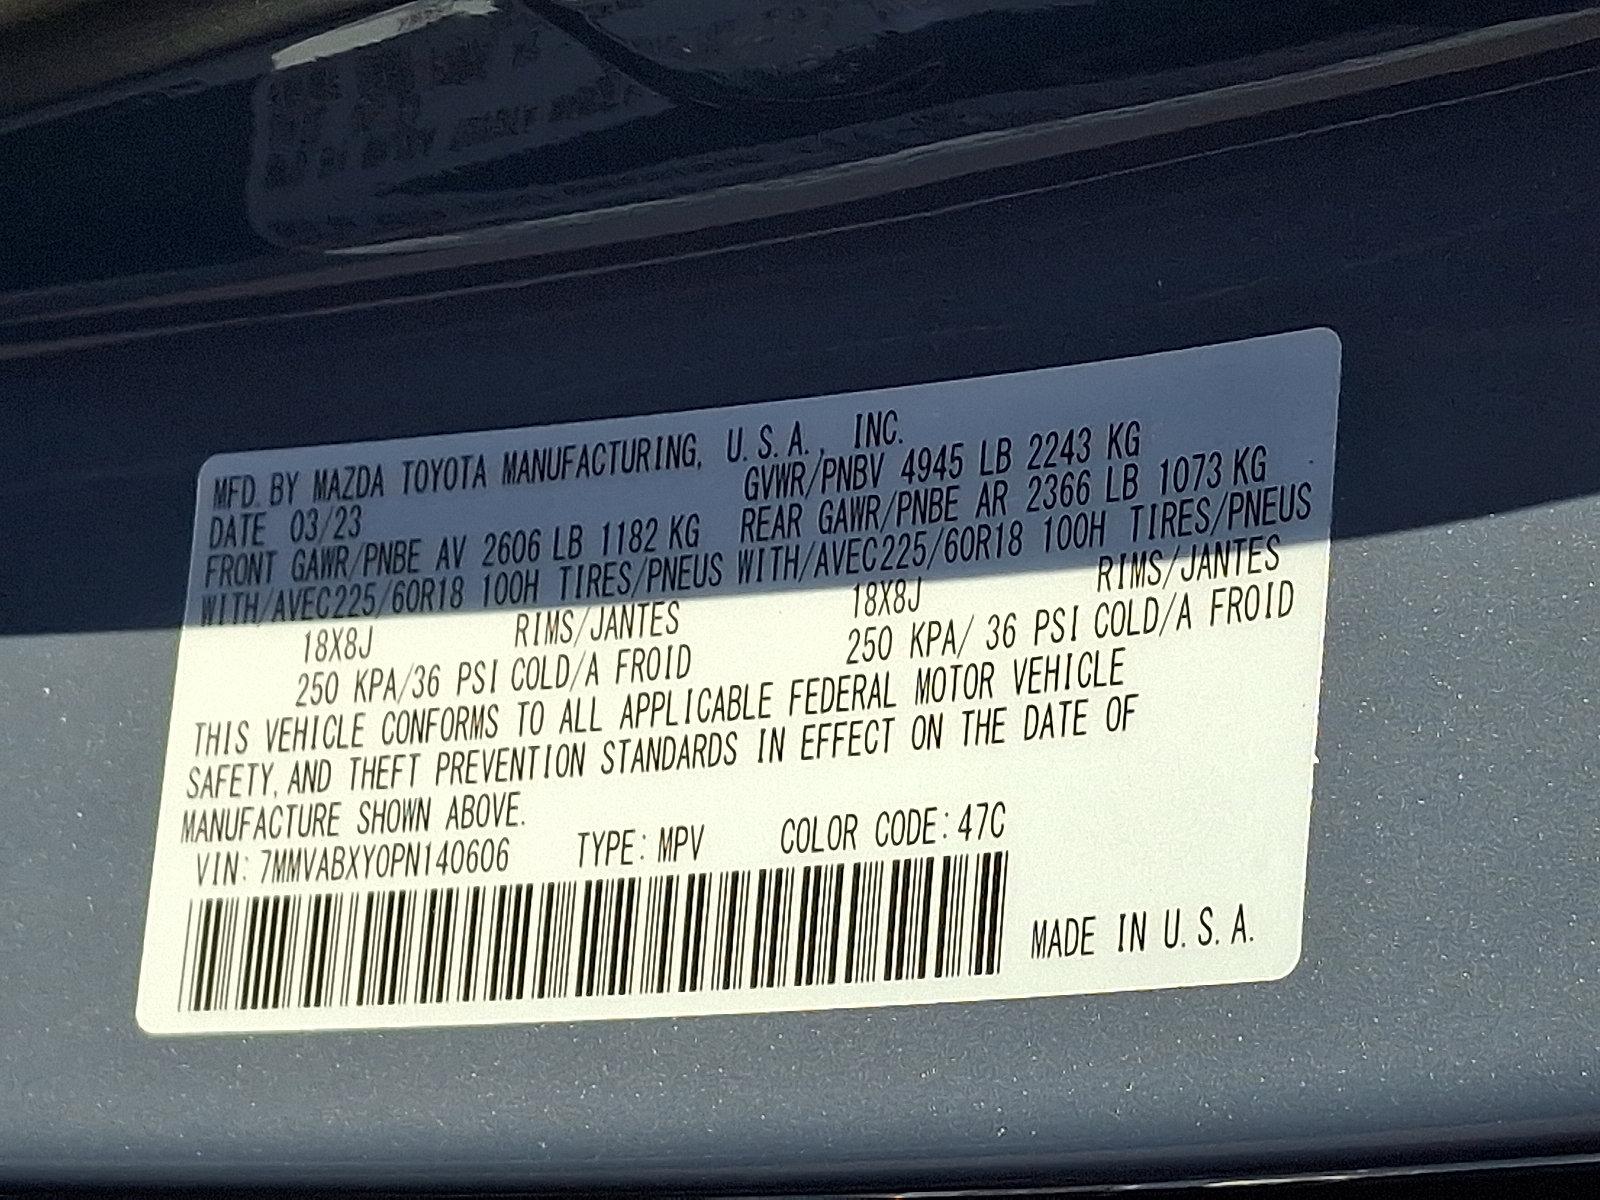 MFD. BY MAZDA TOYOTA MANUFACTURING, U.S.A., INC.
DATE 03/23 GVWR/PNBV 4945 LB 2243 KG
FRONT GAWR/PNBE AV 2606 LB 1182 KG REAR GAWR/PNBE AR 2366 LB 1073 KG
WITH/AVEC225/60R18 100H TIRES/PNEUS WITH/AVEC225/60R18 100H TIRES/PNEUS
18X8J RIMS/JANTES 18X8J RIMS/JANTES
250 KPA/36 PSI COLD/A FROID 250 KPA/ 36 PSI COLD/A FROID
THIS VEHICLE CONFORMS TO ALL APPLICABLE FEDERAL MOTOR VEHICLE
SAFETY, AND THEFT PREVENTION STANDARDS IN EFFECT ON THE DATE OF
MANUFACTURE SHOWN ABOVE.
VIN: 7MMVABXY0PN140606 TYPE: MPV COLOR CODE: 47C
MADE IN U.S.A.